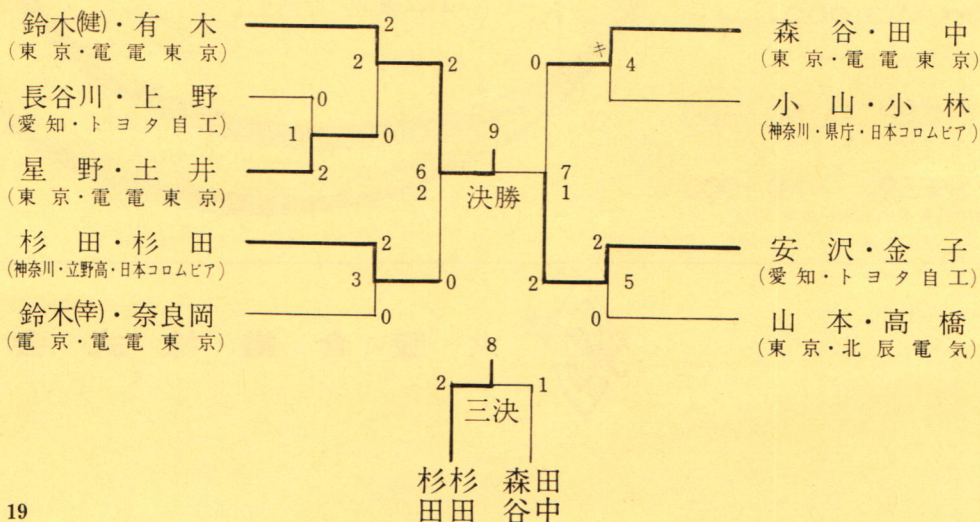 鈴木㈲・有 木
(東 京・電 電 東 京)
長谷川・上 野
(愛 知・ト ヨ タ 自 工)
星 野・土 井
(東 京・電 電 東 京)
杉 田・杉 田
(神奈川・立野高・日本コロムビア)
鈴木(幸)・奈良岡
(電 京・電 電 東 京)
2
2
0
1
2
0
2
3
0
0
2
6
2
9
決勝
7
1
0
キ
4
2
2
5
0
森 谷・田 中
(東 京・電 電 東 京)
小 山・小 林
(神奈川・県庁・日本コロムビア)
安 沢・金 子
(愛 知・ト ヨ タ 自 工)
山 本・高 橋
(東 京・北 辰 電 気)
8
2
1
三決
杉田 杉田
森谷 田中
19